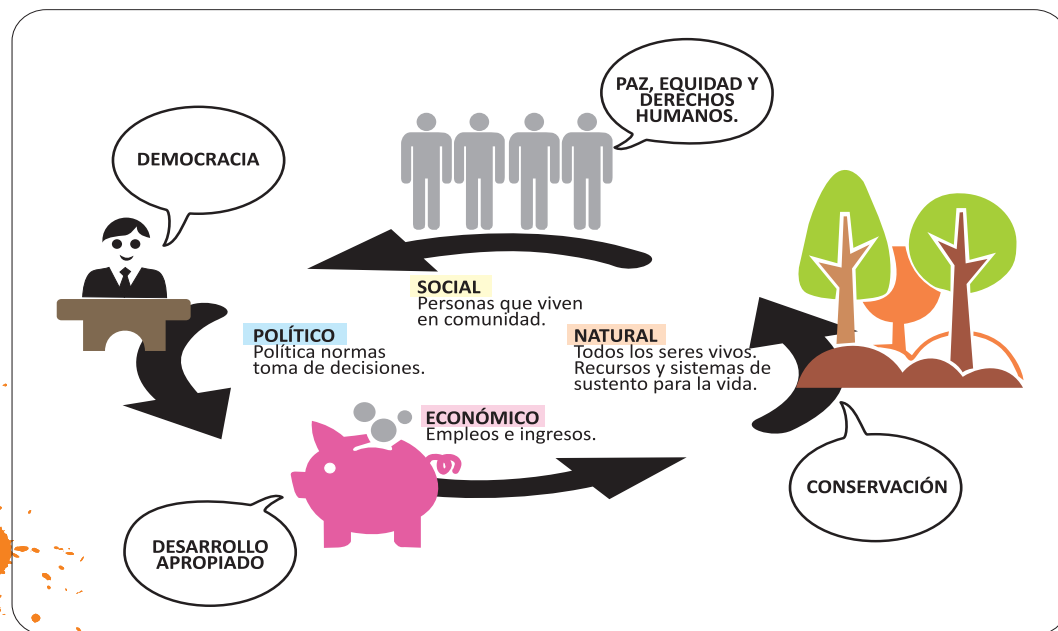 PAZ, EQUIDAD Y
DERECHOS
HUMANOS.
DEMOCRACIA
SOCIAL
Personas que viven
en comunidad.
POLÍTICO
Política normas
toma de decisiones.
NATURAL
Todos los seres vivos.
Recursos y sistemas de
sustento para la vida.
ECONÓMICO
Empleos e ingresos.
CONSERVACIÓN
DESARROLLO
APROPIADO